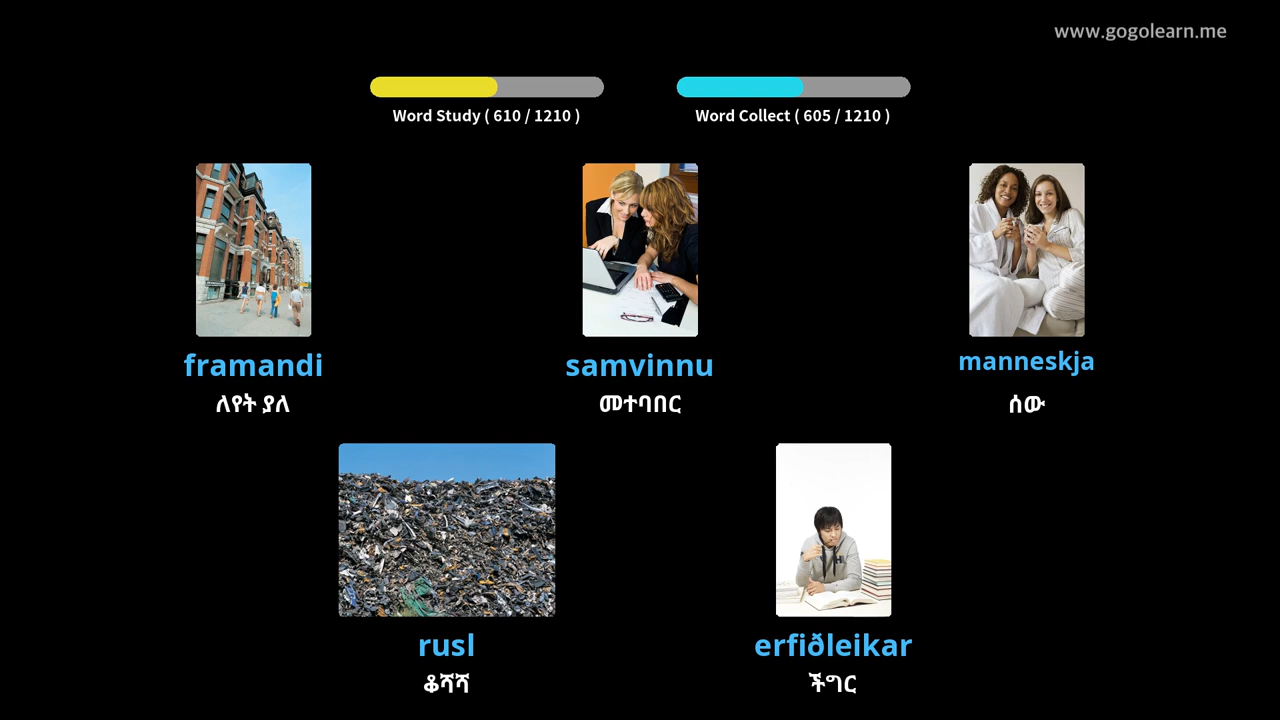 www.gogolearn.me
Word Study ( 610 / 1210 )
Word Collect ( 605 / 1210 )
framandi
ለየት ያለ
samvinnu
መተባበር
manneskja
ሰው
rusl
ቆሻሻ
erfiðleikar
ችግር